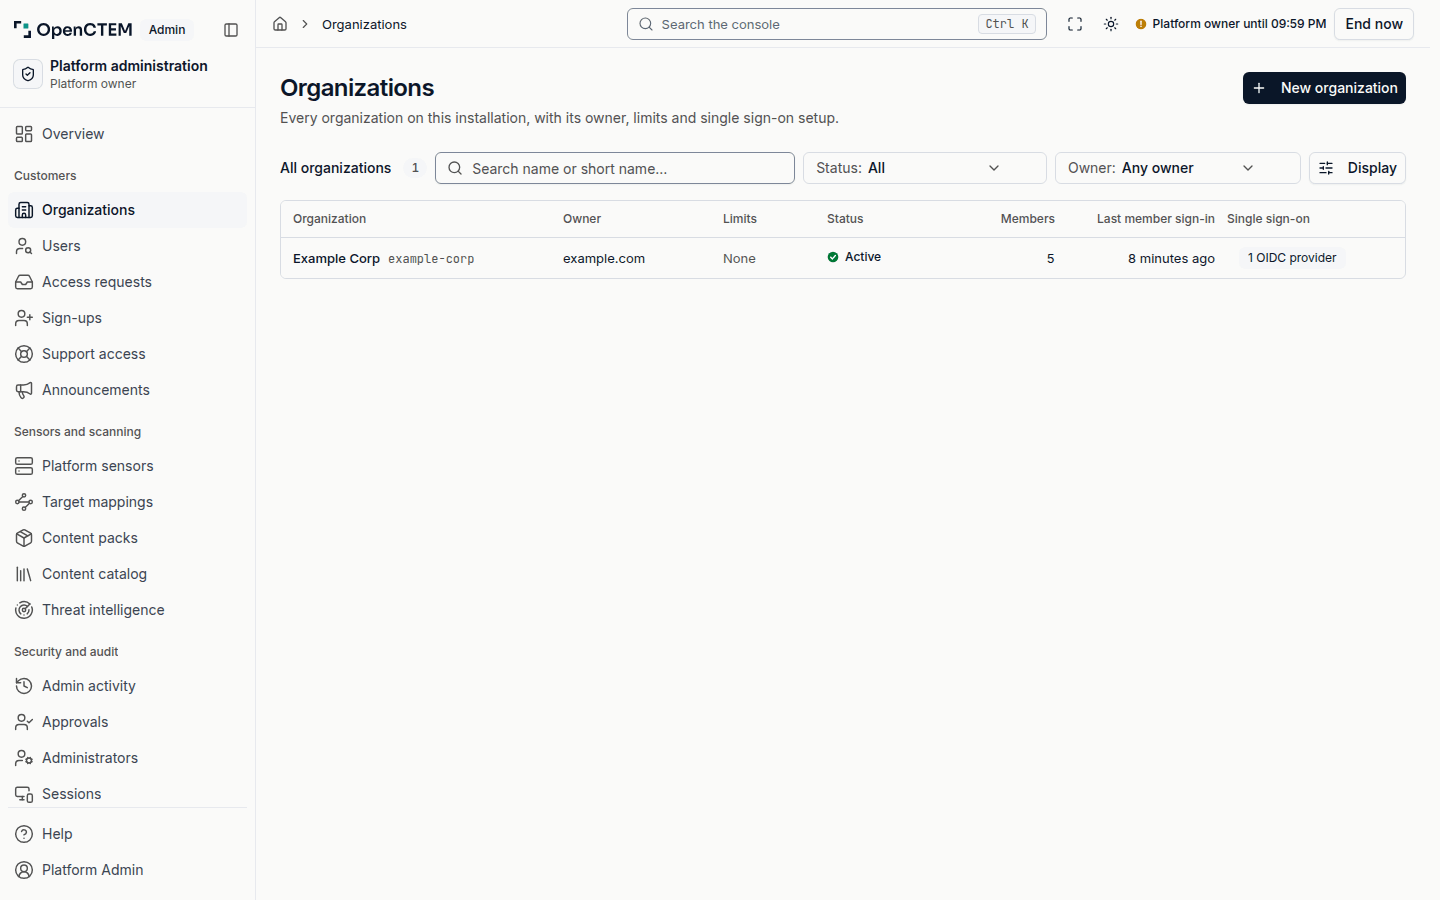 OpenCTEM Admin
Platform administration
Platform owner
Overview
Customers
Organizations
Users
Access requests
Sign-ups
Support access
Announcements
Sensors and scanning
Platform sensors
Target mappings
Content packs
Content catalog
Threat intelligence
Security and audit
Admin activity
Approvals
Administrators
Sessions
Help
Platform Admin
Organizations
Search the console
Ctrl K
Platform owner until 09:59 PM
End now
Organizations
New organization
Every organization on this installation, with its owner, limits and single sign-on setup.
All organizations 1
Search name or short name...
Status: All
Owner: Any owner
Display
Organization Owner Limits Status Members Last member sign-in Single sign-on
Example Corp example-corp example.com None Active 5 8 minutes ago 1 OIDC provider